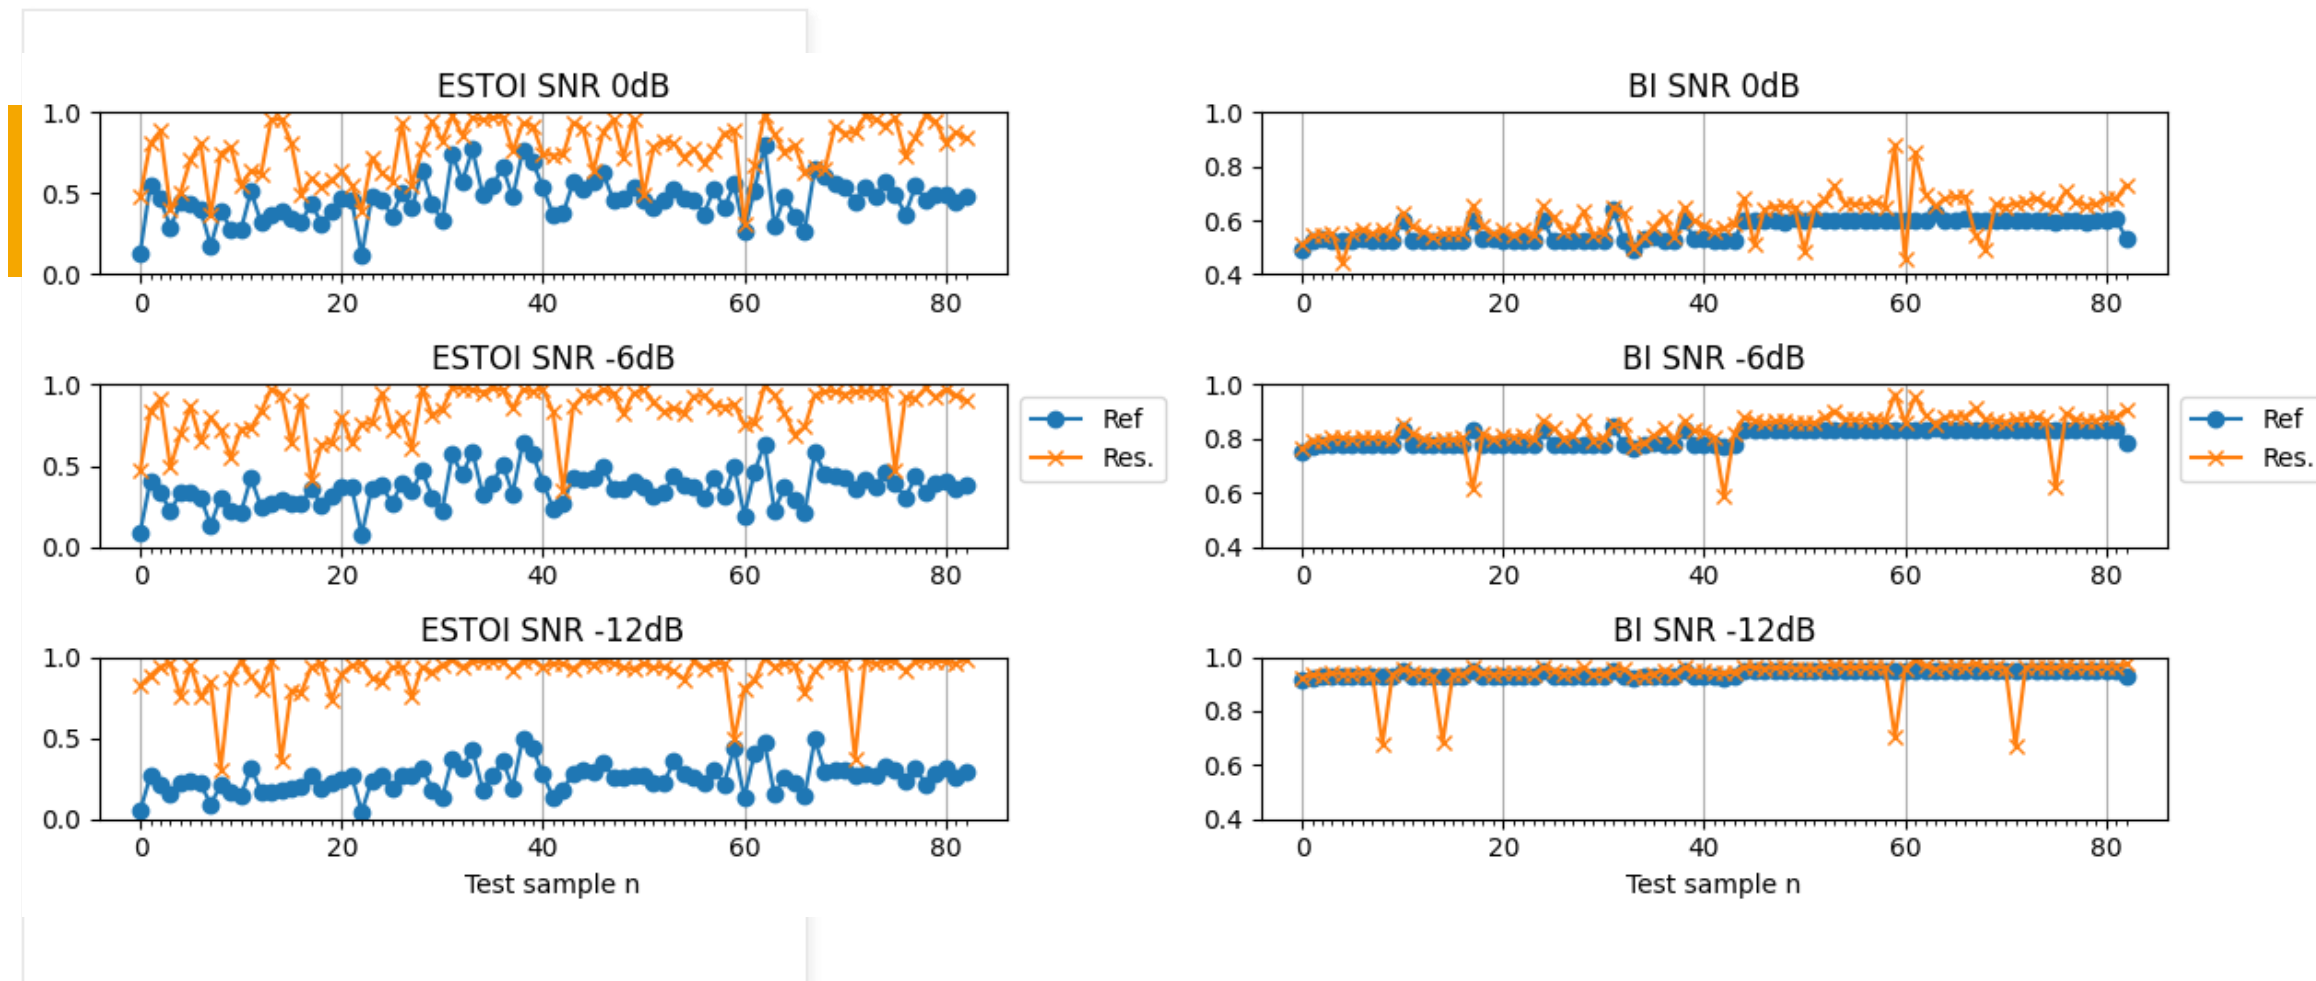 ESTOI SNR 0dB
1.0
0.5
0.0
0 20 40 60 80
ESTOI SNR -6dB
1.0
0.5
0.0
0 20 40 60 80
Ref
Res.
ESTOI SNR -12dB
1.0
0.5
0.0
0 20 40 60 80
Test sample n
BI SNR 0dB
1.0
0.8
0.6
0.4
0 20 40 60 80
BI SNR -6dB
1.0
0.8
0.6
0.4
0 20 40 60 80
Ref
Res.
BI SNR -12dB
1.0
0.8
0.6
0.4
0 20 40 60 80
Test sample n